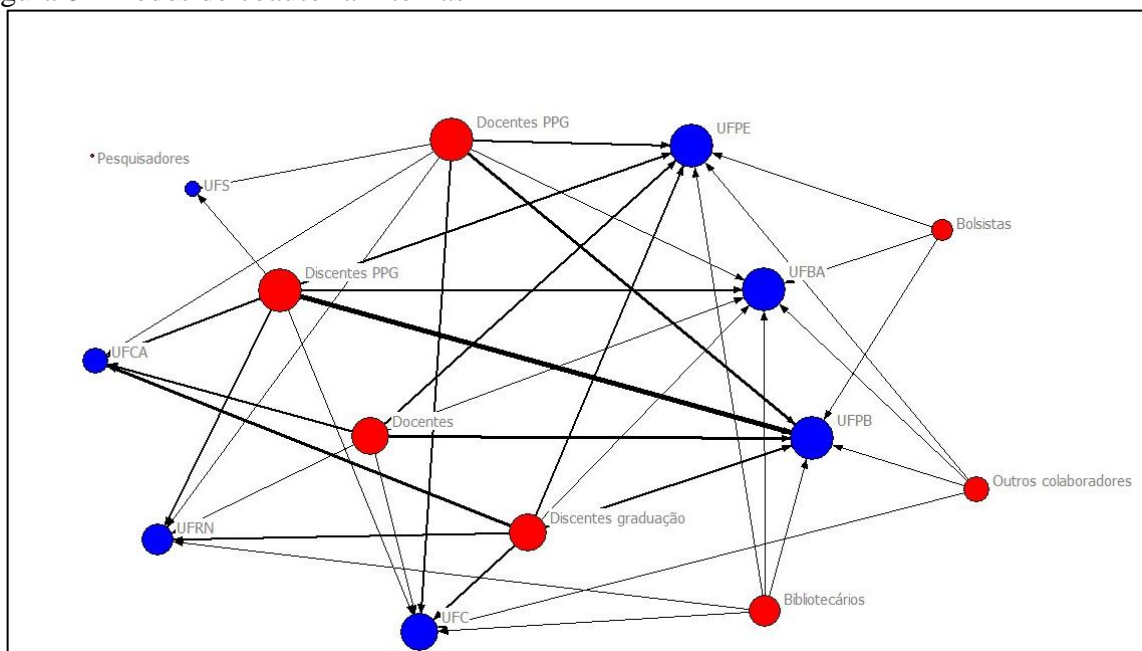 Docentes PPG
UFPE
Pesquisadores
UFS
Bolsistas
Discentes PPG
UFBA
UFCA
Docentes
UFPB
Outros colaboradores
Discentes graduação
UFRN
Bibliotecários
UFC